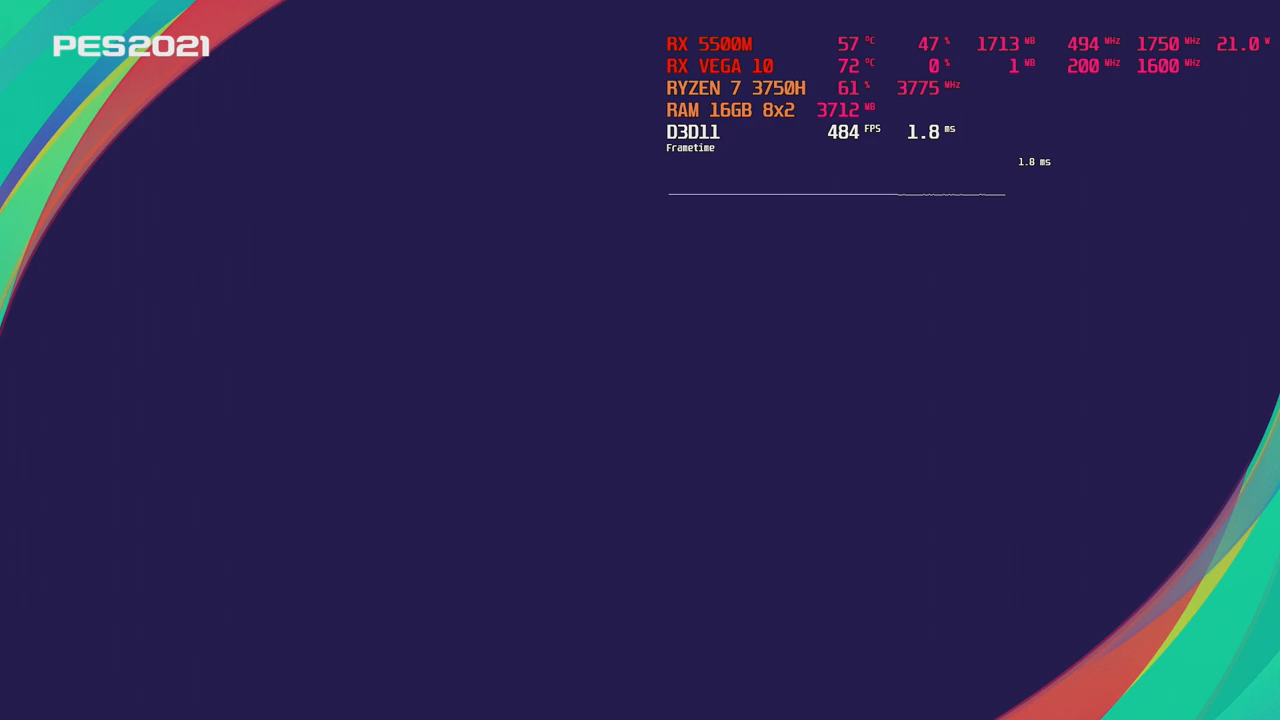 PES2021
RX 5500M 57 °C 47 % 1713 MB 494 MHz 1750 MHz 21.0 W
RX VEGA 10 72 °C 0 % 1 MB 200 MHz 1600 MHz
RYZEN 7 3750H 61 % 3775 MHz
RAM 16GB 8x2 3712 MB
D3D11 484 FPS 1.8 ms
Frametime
1.8 ms